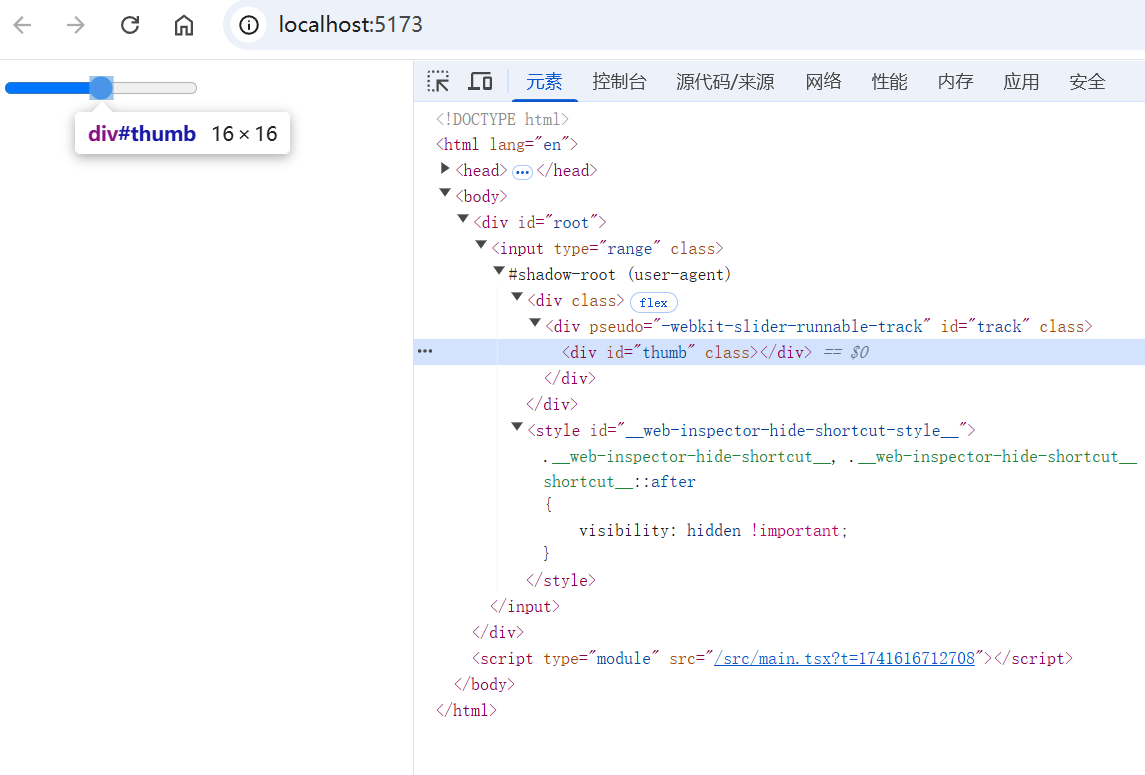 localhost:5173
div#thumb 16 × 16
元素 控制台 源代码/来源 网络 性能 内存 应用 安全
<!DOCTYPE html>
<html lang="en">
<head> ••• </head>
<body>
<div id="root">
<input type="range" class>
#shadow-root (user-agent)
<div class> flex
<div pseudo="-webkit-slider-runnable-track" id="track" class>
••• <div id="thumb" class></div> == $0
</div>
</div>
<style id="__web-inspector-hide-shortcut-style__">
.__web-inspector-hide-shortcut__, .__web-inspector-hide-shortcut__
shortcut__::after
{
visibility: hidden !important;
}
</style>
</input>
</div>
<script type="module" src="/src/main.tsx?t=1741616712708"></script>
</body>
</html>